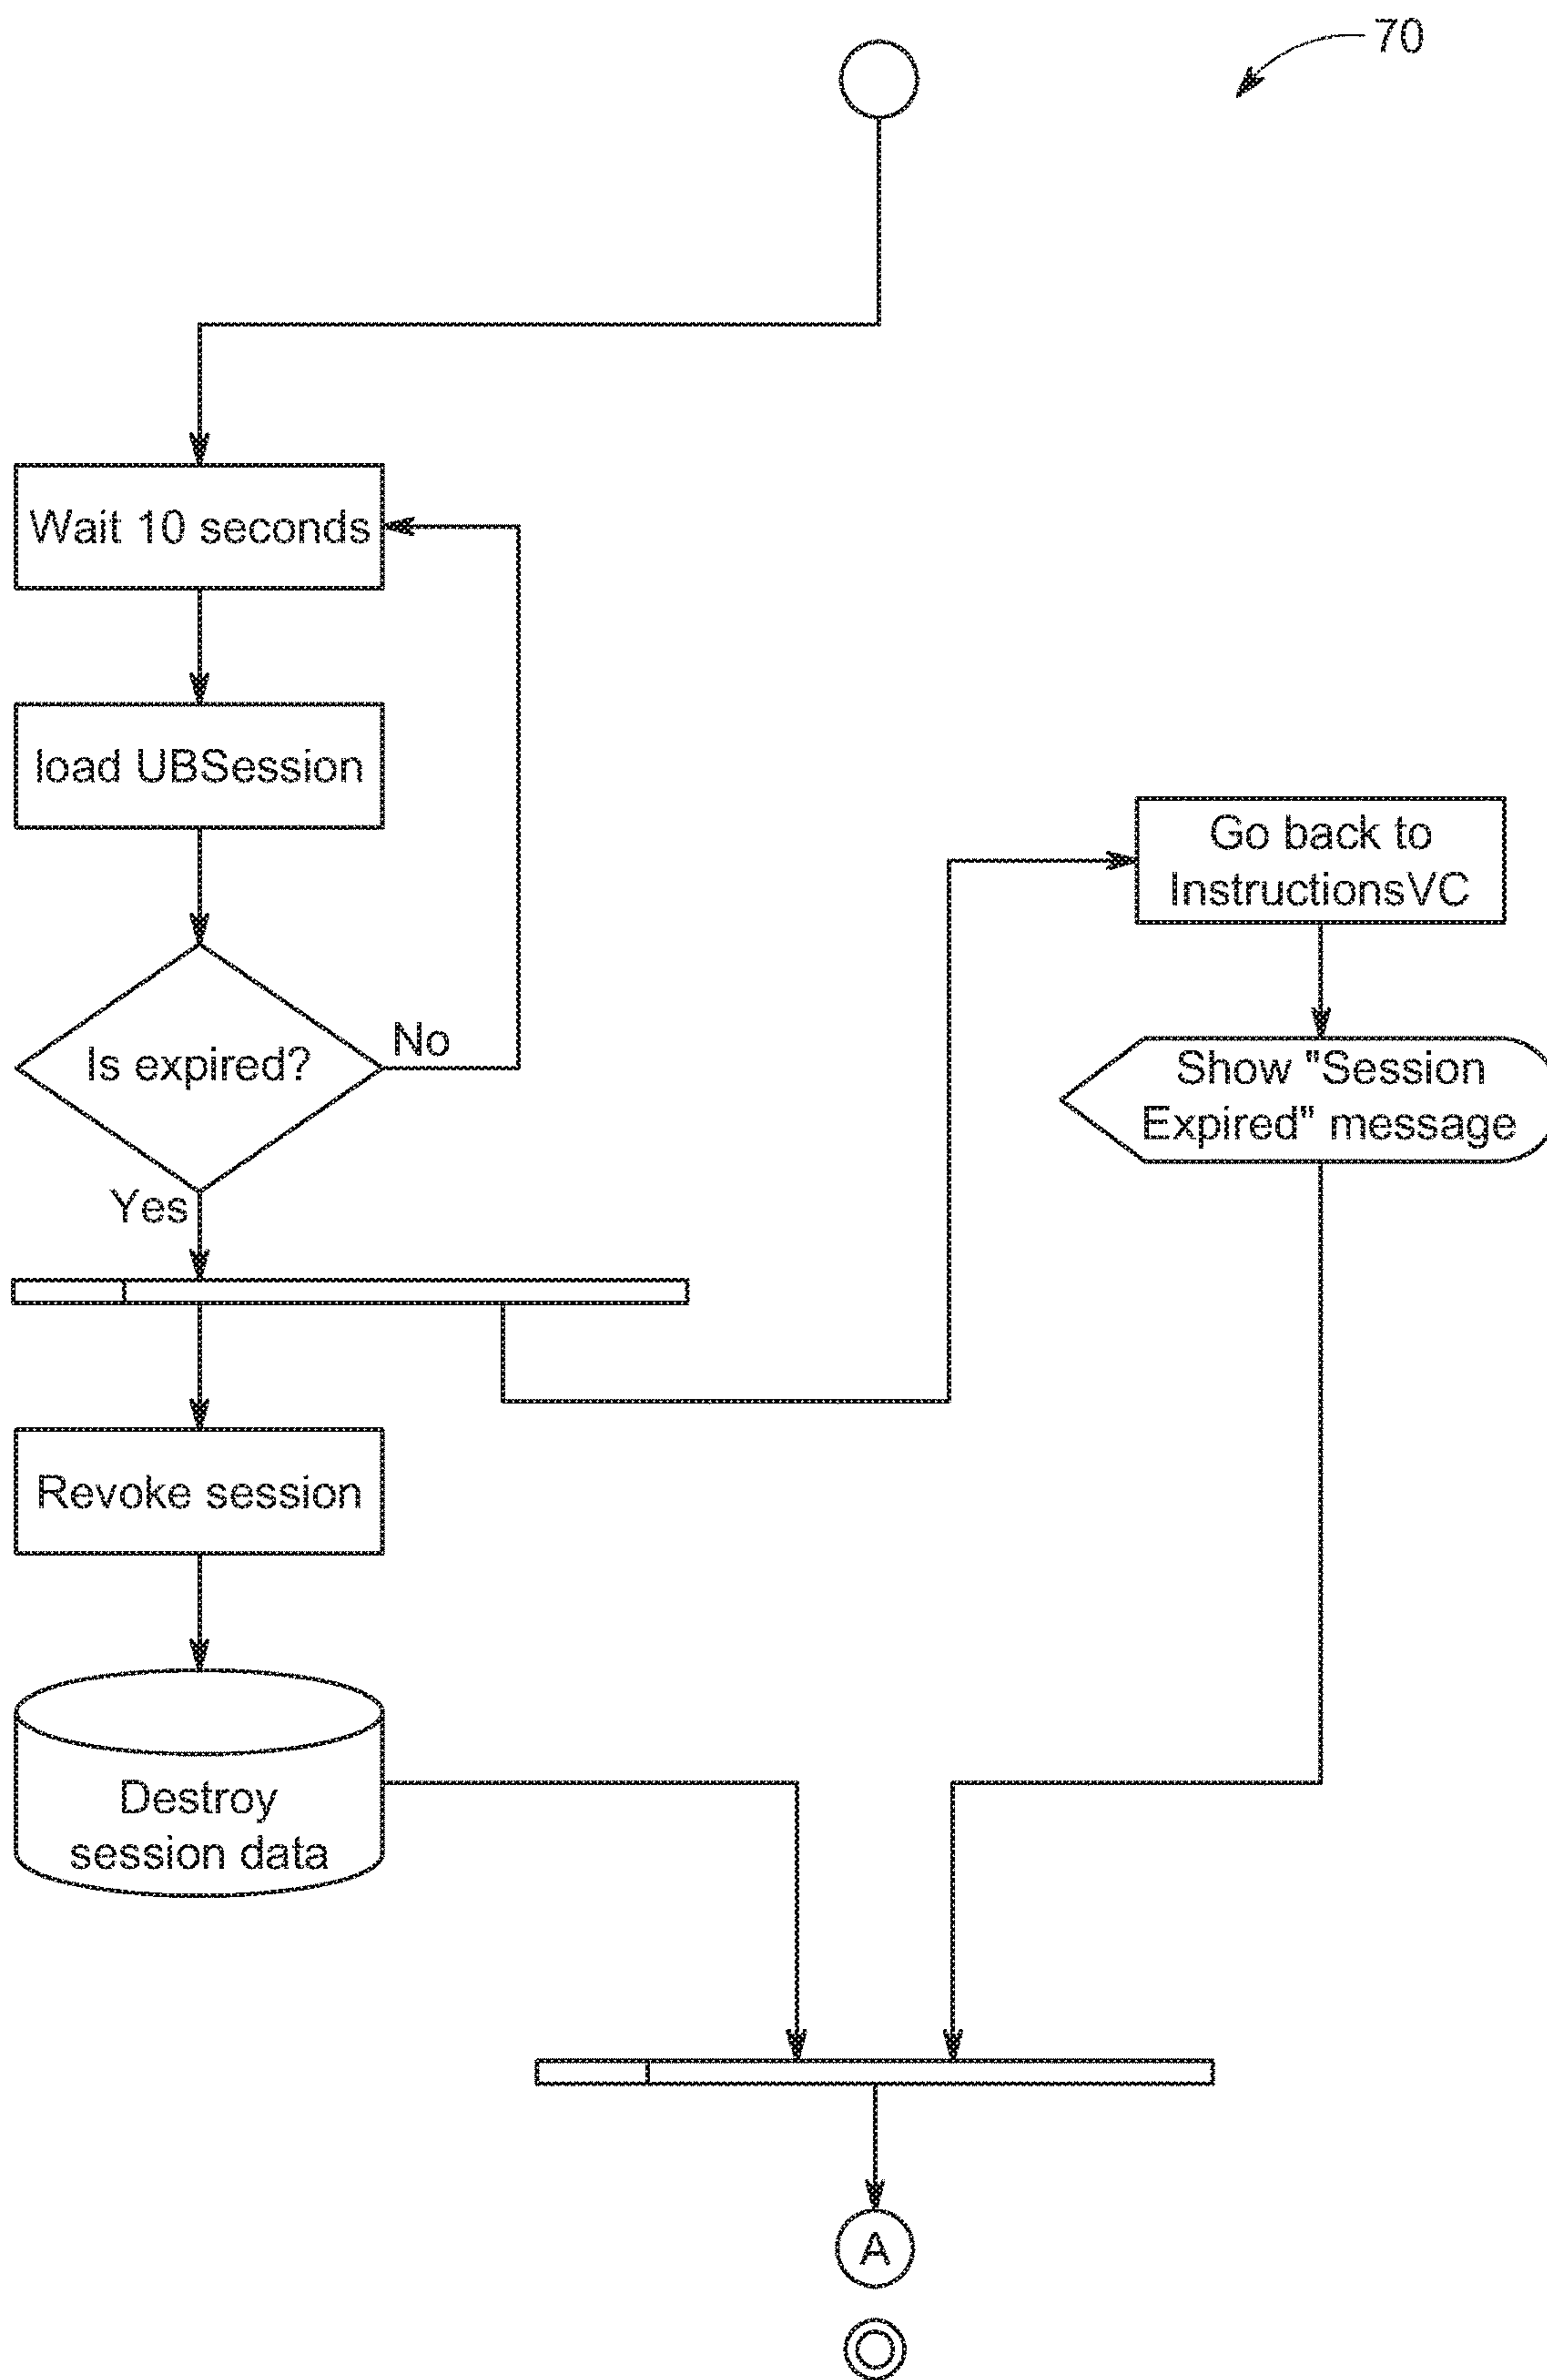 70
Wait 10 seconds
load UBSession
Go back to
InstructionsVC
Is expired?
No
Show "Session
Expired" message
Yes
Revoke session
Destroy
session data
A